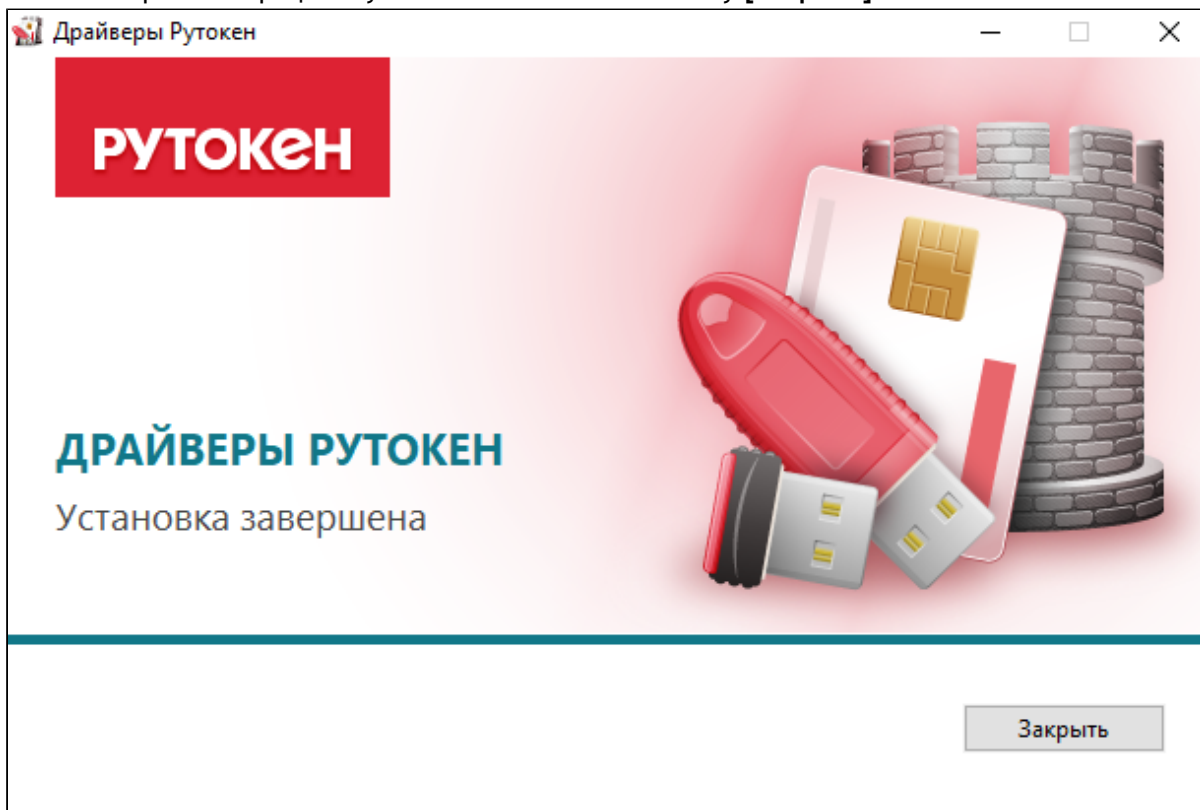 Драйверы Рутокен
рутокен
ДРАЙВЕРЫ РУТОКЕН
Установка завершена
Закрыть